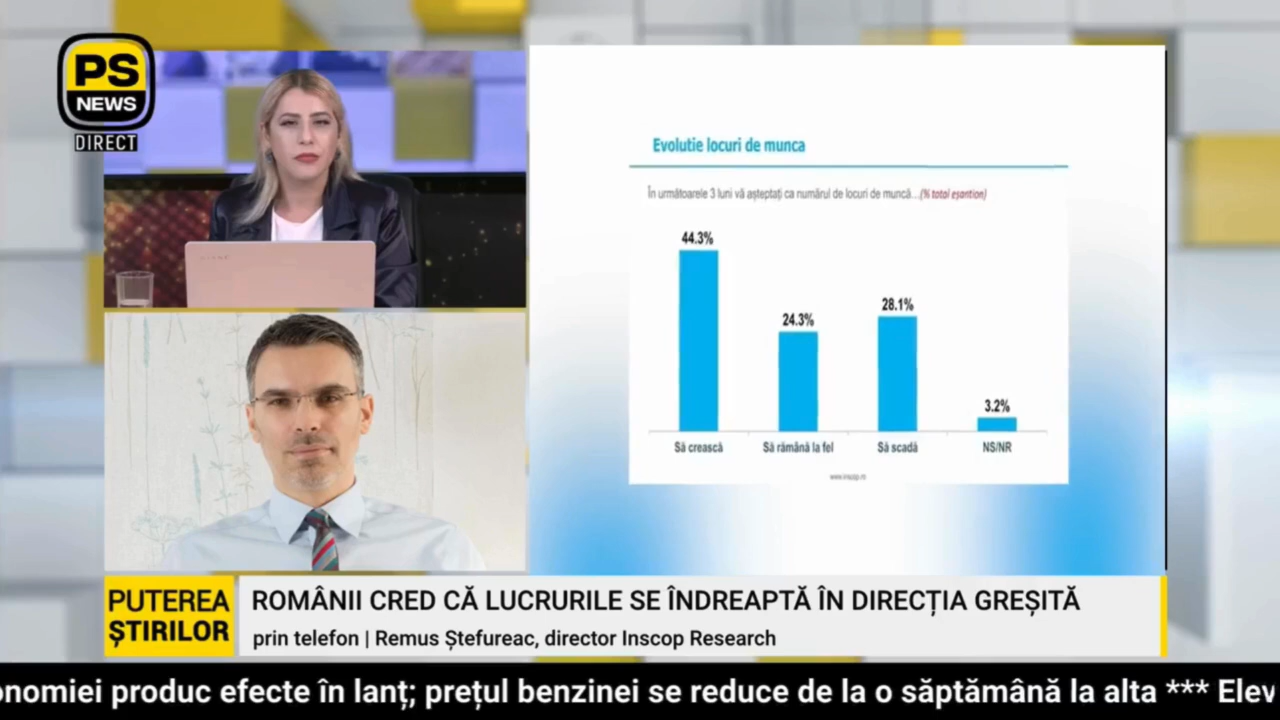 PS
NEWS
DIRECT
Evolutie locuri de munca
În următoarele 3 luni vă așteptați ca numărul de locuri de muncă...(% total eșantion)
44.3%
24.3%
28.1%
3.2%
Să crească
Să rămână la fel
Să scadă
NS/NR
PUTEREA
ȘTIRILOR
ROMÂNII CRED CĂ LUCRURILE SE ÎNDREAPTĂ ÎN DIRECȚIA GREȘITĂ
prin telefon | Remus Ștefureac, director Inscop Research
onomiei produc efecte în lanț; prețul benzinei se reduce de la o săptămână la alta *** Elev